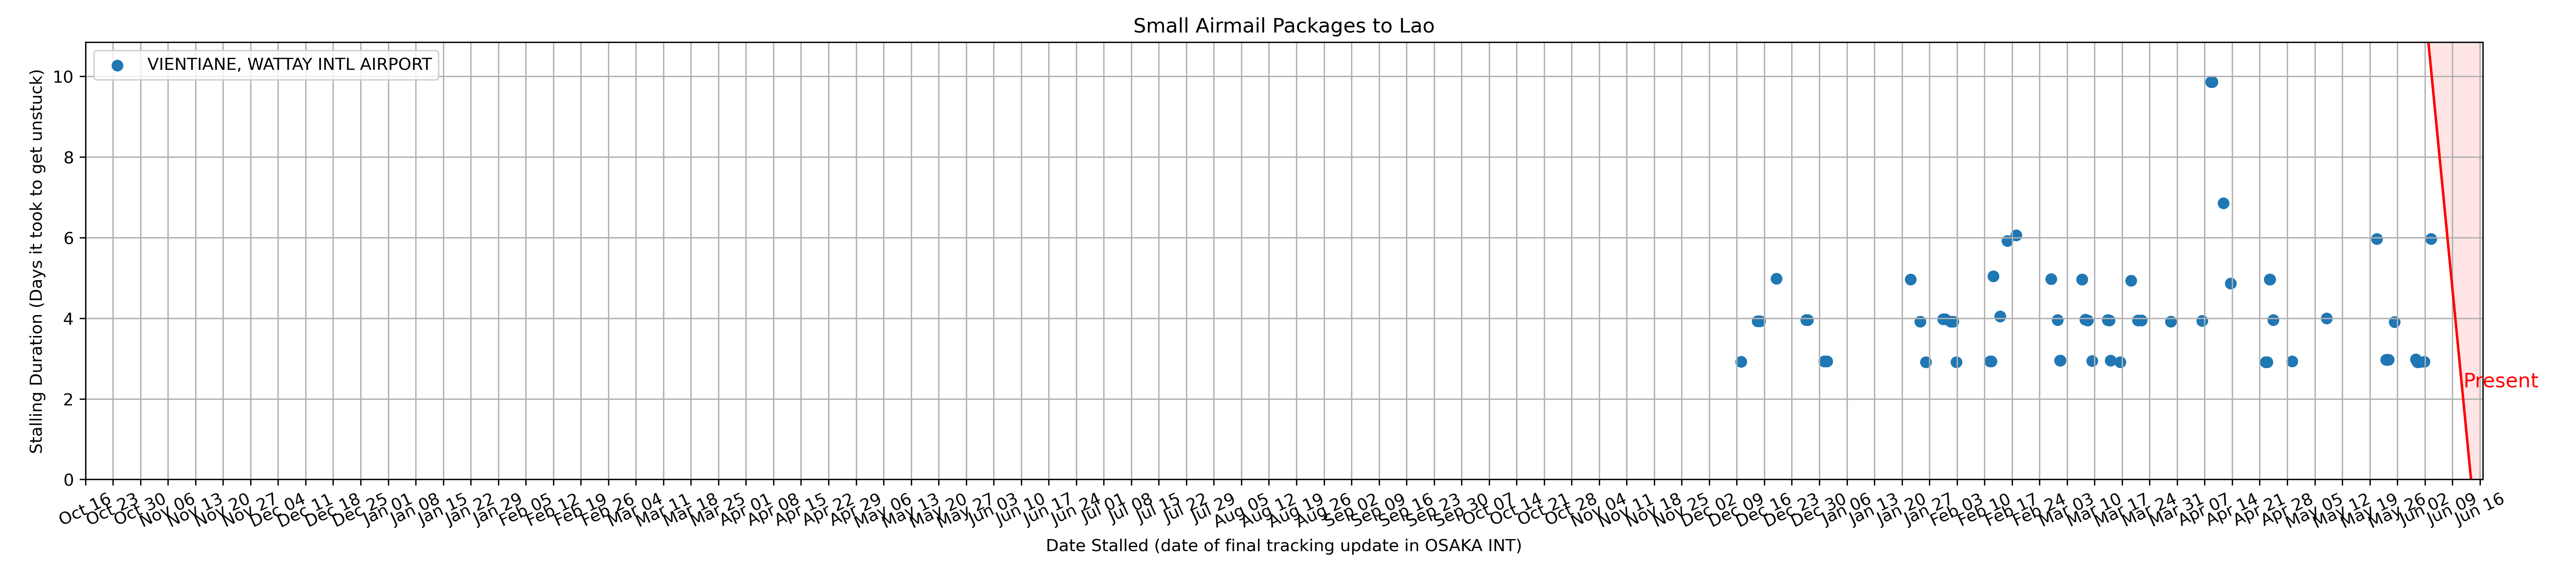 Small Airmail Packages to Lao
VIENTIANE, WATTAY INTL AIRPORT
Stalling Duration (Days it took to get unstuck)
10
8
6
4
2
0
Present
Oct 16
Oct 23
Oct 30
Nov 06
Nov 13
Nov 20
Nov 27
Dec 04
Dec 11
Dec 18
Dec 25
Jan 01
Jan 08
Jan 15
Jan 22
Jan 29
Feb 05
Feb 12
Feb 19
Feb 26
Mar 04
Mar 11
Mar 18
Mar 25
Apr 01
Apr 08
Apr 15
Apr 22
Apr 29
May 06
May 13
May 20
May 27
Jun 03
Jun 10
Jun 17
Jun 24
Jul 01
Jul 08
Jul 15
Jul 22
Jul 29
Aug 05
Aug 12
Aug 19
Aug 26
Sep 02
Sep 09
Sep 16
Sep 23
Sep 30
Oct 07
Oct 14
Oct 21
Oct 28
Nov 04
Nov 11
Nov 18
Nov 25
Dec 02
Dec 09
Dec 16
Dec 23
Dec 30
Jan 06
Jan 13
Jan 20
Jan 27
Feb 03
Feb 10
Feb 17
Feb 24
Mar 03
Mar 10
Mar 17
Mar 24
Mar 31
Apr 07
Apr 14
Apr 21
Apr 28
May 05
May 12
May 19
May 26
Jun 02
Jun 09
Jun 16
Date Stalled (date of final tracking update in OSAKA INT)